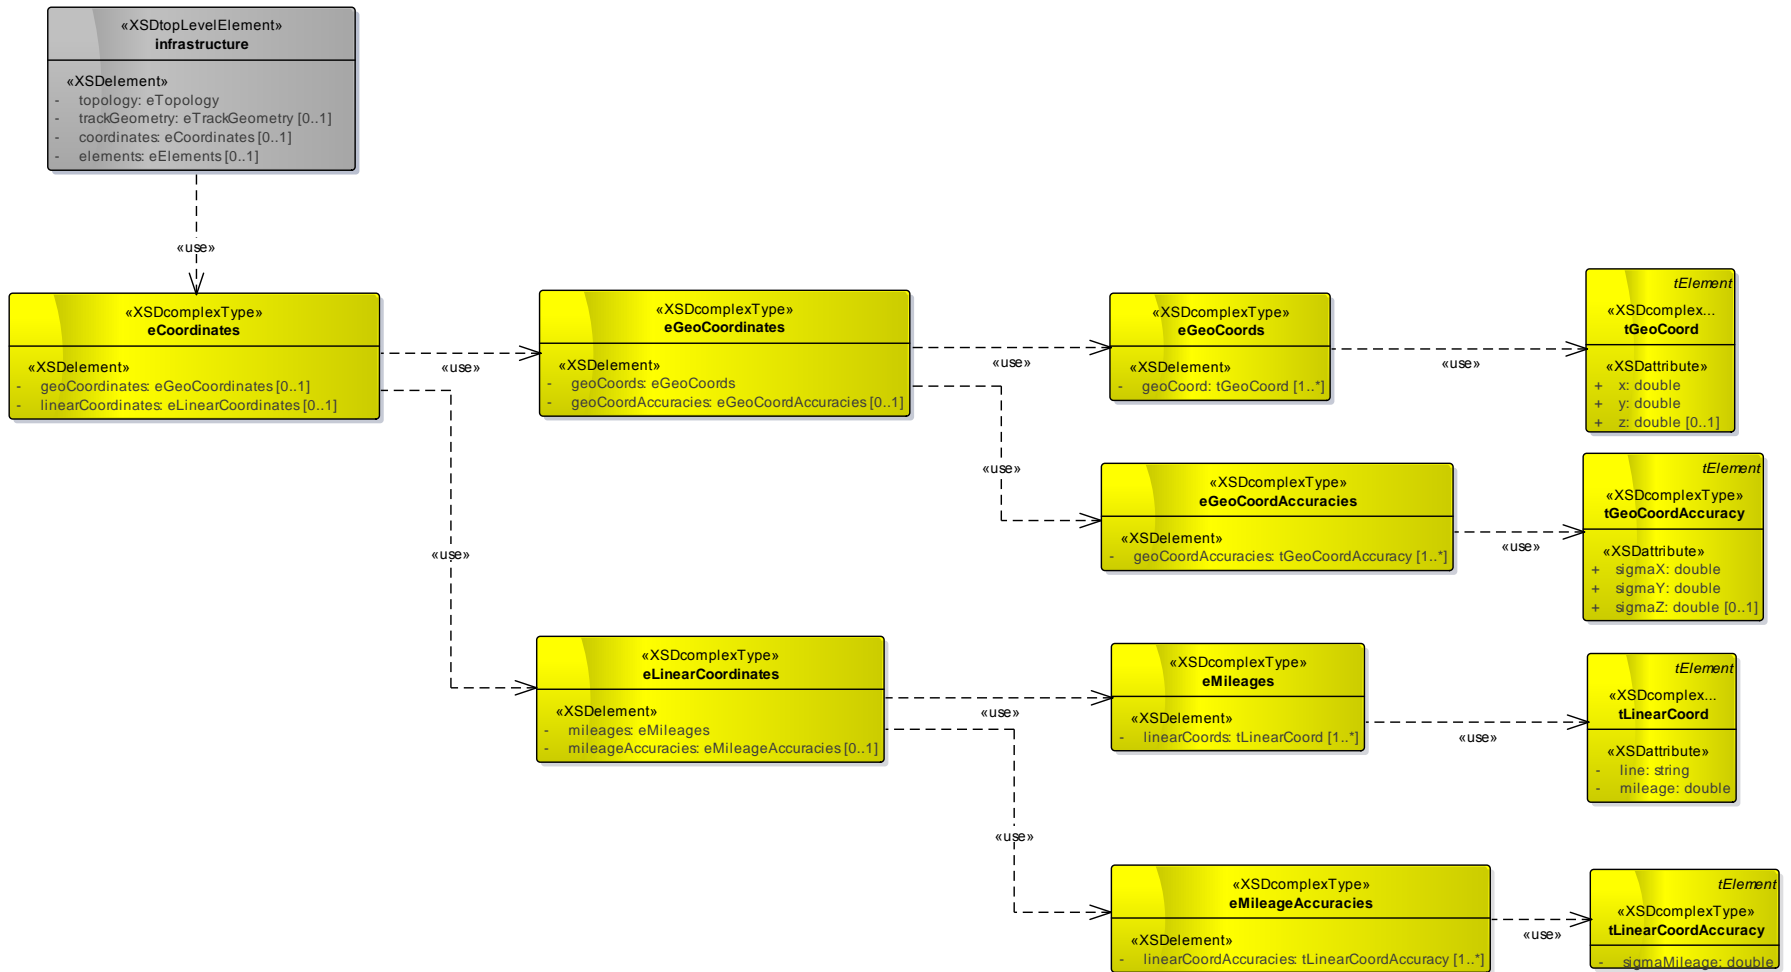 «XSDtopLevelElement»
infrastructure
«XSDelement»
- topology: eTopology
- trackGeometry: eTrackGeometry [0..1]
- coordinates: eCoordinates [0..1]
- elements: eElements [0..1]
«use»
«XSDcomplexType»
eCoordinates
«XSDelement»
- geoCoordinates: eGeoCoordinates [0..1]
- linearCoordinates: eLinearCoordinates [0..1]
«use»
«use»
«XSDcomplexType»
eGeoCoordinates
«XSDelement»
- geoCoords: eGeoCoords
- geoCoordAccuracies: eGeoCoordAccuracies [0..1]
«use»
«use»
«XSDcomplexType»
eGeoCoords
«XSDelement»
- geoCoord: tGeoCoord [1..*]
«use»
tElement
«XSDcomplex...
tGeoCoord
«XSDattribute»
+ x: double
+ y: double
+ z: double [0..1]
«XSDcomplexType»
eGeoCoordAccuracies
«XSDelement»
- geoCoordAccuracies: tGeoCoordAccuracy [1..*]
«use»
tElement
«XSDcomplexType»
tGeoCoordAccuracy
«XSDattribute»
+ sigmaX: double
+ sigmaY: double
+ sigmaZ: double [0..1]
«XSDcomplexType»
eLinearCoordinates
«XSDelement»
- mileages: eMileages
- mileageAccuracies: eMileageAccuracies [0..1]
«use»
«use»
«XSDcomplexType»
eMileages
«XSDelement»
- linearCoords: tLinearCoord [1..*]
«use»
tElement
«XSDcomplex...
tLinearCoord
«XSDattribute»
- line: string
- mileage: double
«XSDcomplexType»
eMileageAccuracies
«XSDelement»
- linearCoordAccuracies: tLinearCoordAccuracy [1..*]
«use»
tElement
«XSDcomplexType»
tLinearCoordAccuracy
- sigmaMileage: double